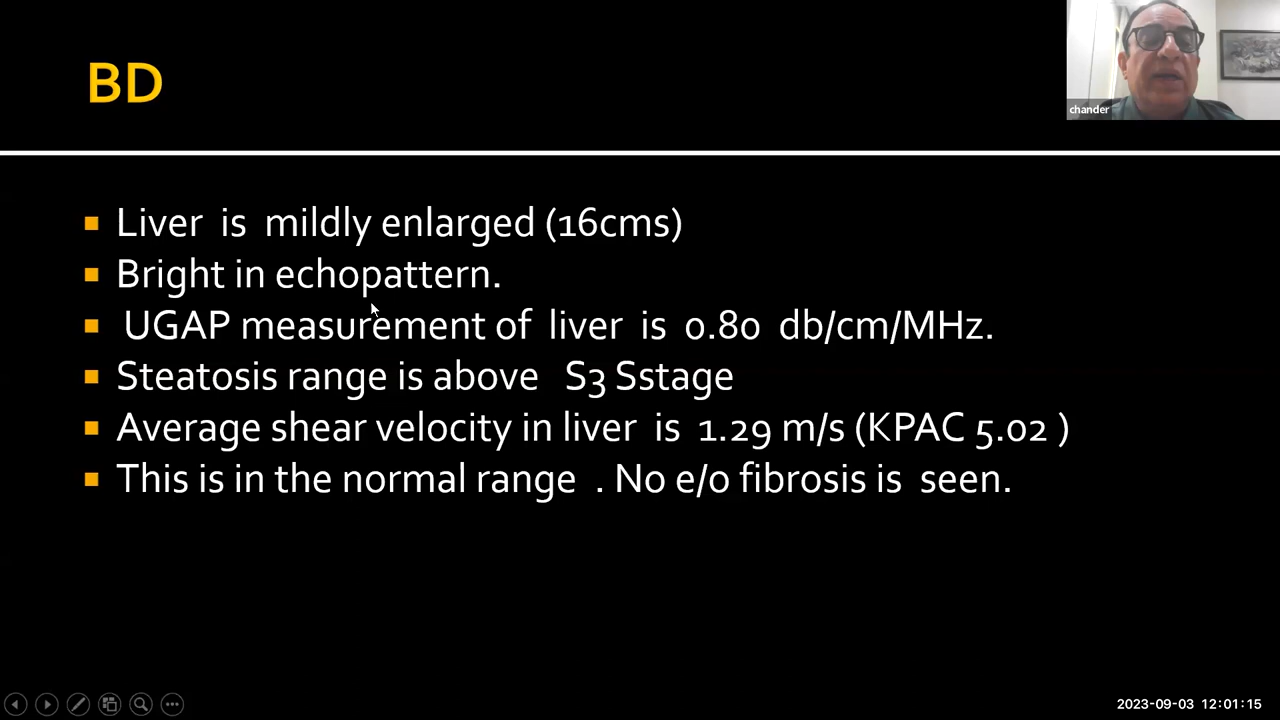 BD
chander
Liver is mildly enlarged (16cms)
Bright in echopattern.
UGAP measurement of liver is 0.80 db/cm/MHz.
Steatosis range is above S3 Sstage
Average shear velocity in liver is 1.29 m/s (KPAC 5.02 )
This is in the normal range . No e/o fibrosis is seen.
2023-09-03 12:01:15